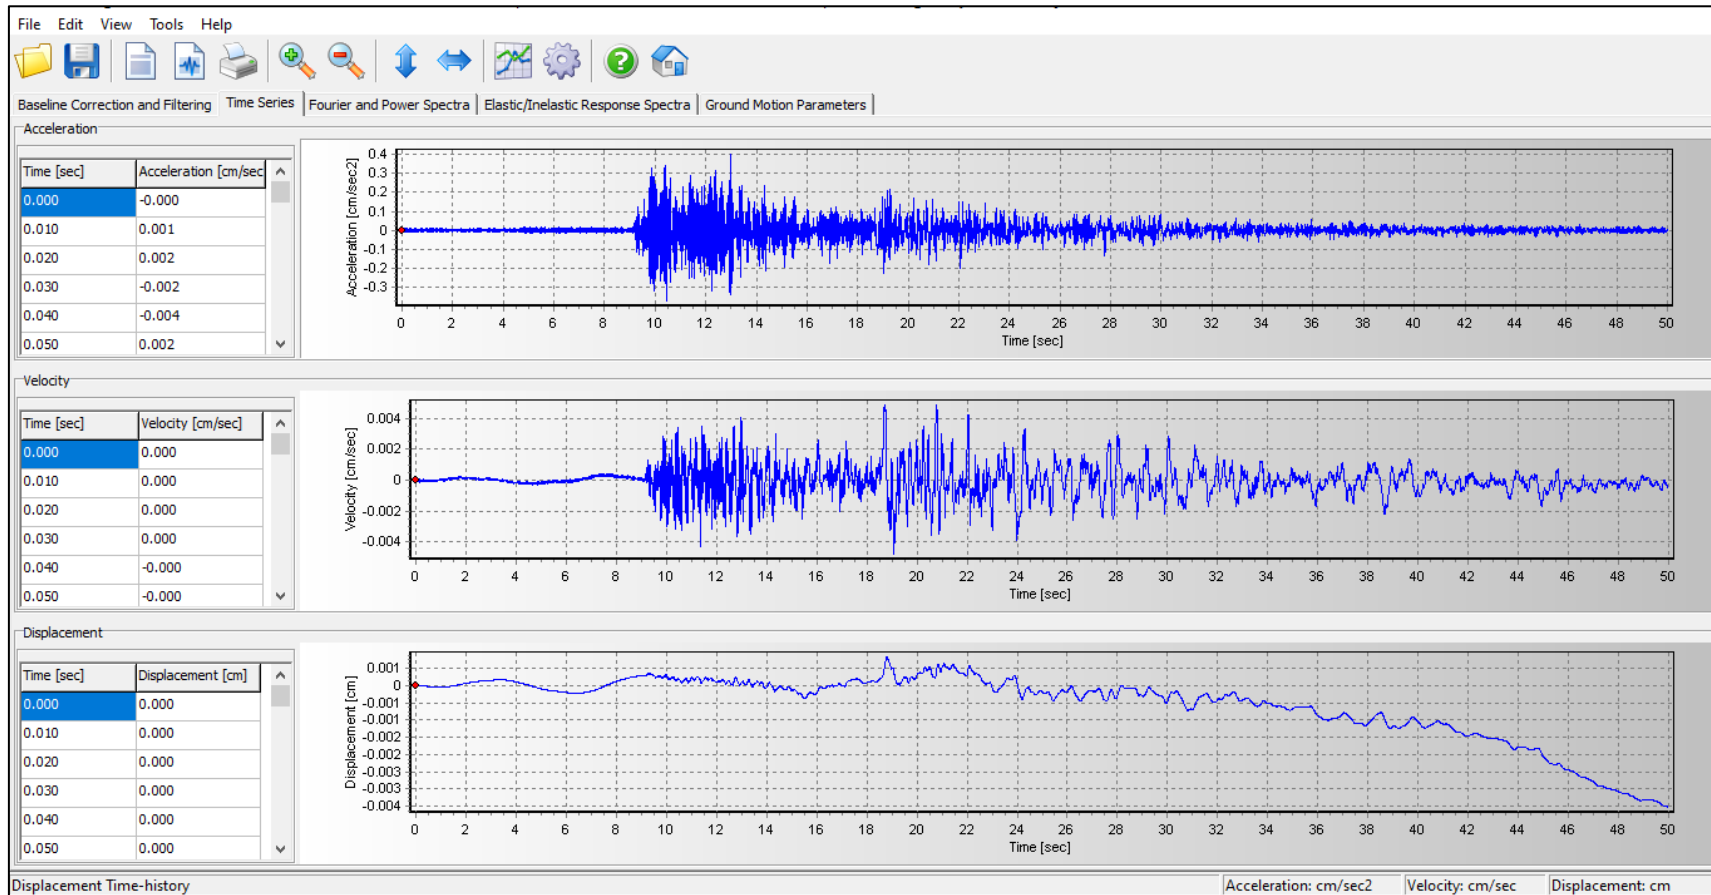 File Edit View Tools Help
Baseline Correction and Filtering Time Series Fourier and Power Spectra Elastic/Inelastic Response Spectra Ground Motion Parameters
Acceleration
Time [sec] Acceleration [cm/sec
0.000 -0.000
0.010 0.001
0.020 0.002
0.030 -0.002
0.040 -0.004
0.050 0.002
Acceleration [cm/sec2]
0.4
0.3
0.2
0.1
0
-0.1
-0.2
-0.3
0 2 4 6 8 10 12 14 16 18 20 22 24 26 28 30 32 34 36 38 40 42 44 46 48 50
Time [sec]
Velocity
Time [sec] Velocity [cm/sec]
0.000 0.000
0.010 0.000
0.020 0.000
0.030 0.000
0.040 -0.000
0.050 -0.000
Velocity [cm/sec]
0.004
0.002
0
-0.002
-0.004
0 2 4 6 8 10 12 14 16 18 20 22 24 26 28 30 32 34 36 38 40 42 44 46 48 50
Time [sec]
Displacement
Time [sec] Displacement [cm]
0.000 0.000
0.010 0.000
0.020 0.000
0.030 0.000
0.040 0.000
0.050 0.000
Displacement [cm]
0.001
0
-0.001
-0.001
-0.002
-0.002
-0.003
-0.003
-0.004
0 2 4 6 8 10 12 14 16 18 20 22 24 26 28 30 32 34 36 38 40 42 44 46 48 50
Time [sec]
Displacement Time-history Acceleration: cm/sec2 Velocity: cm/sec Displacement: cm